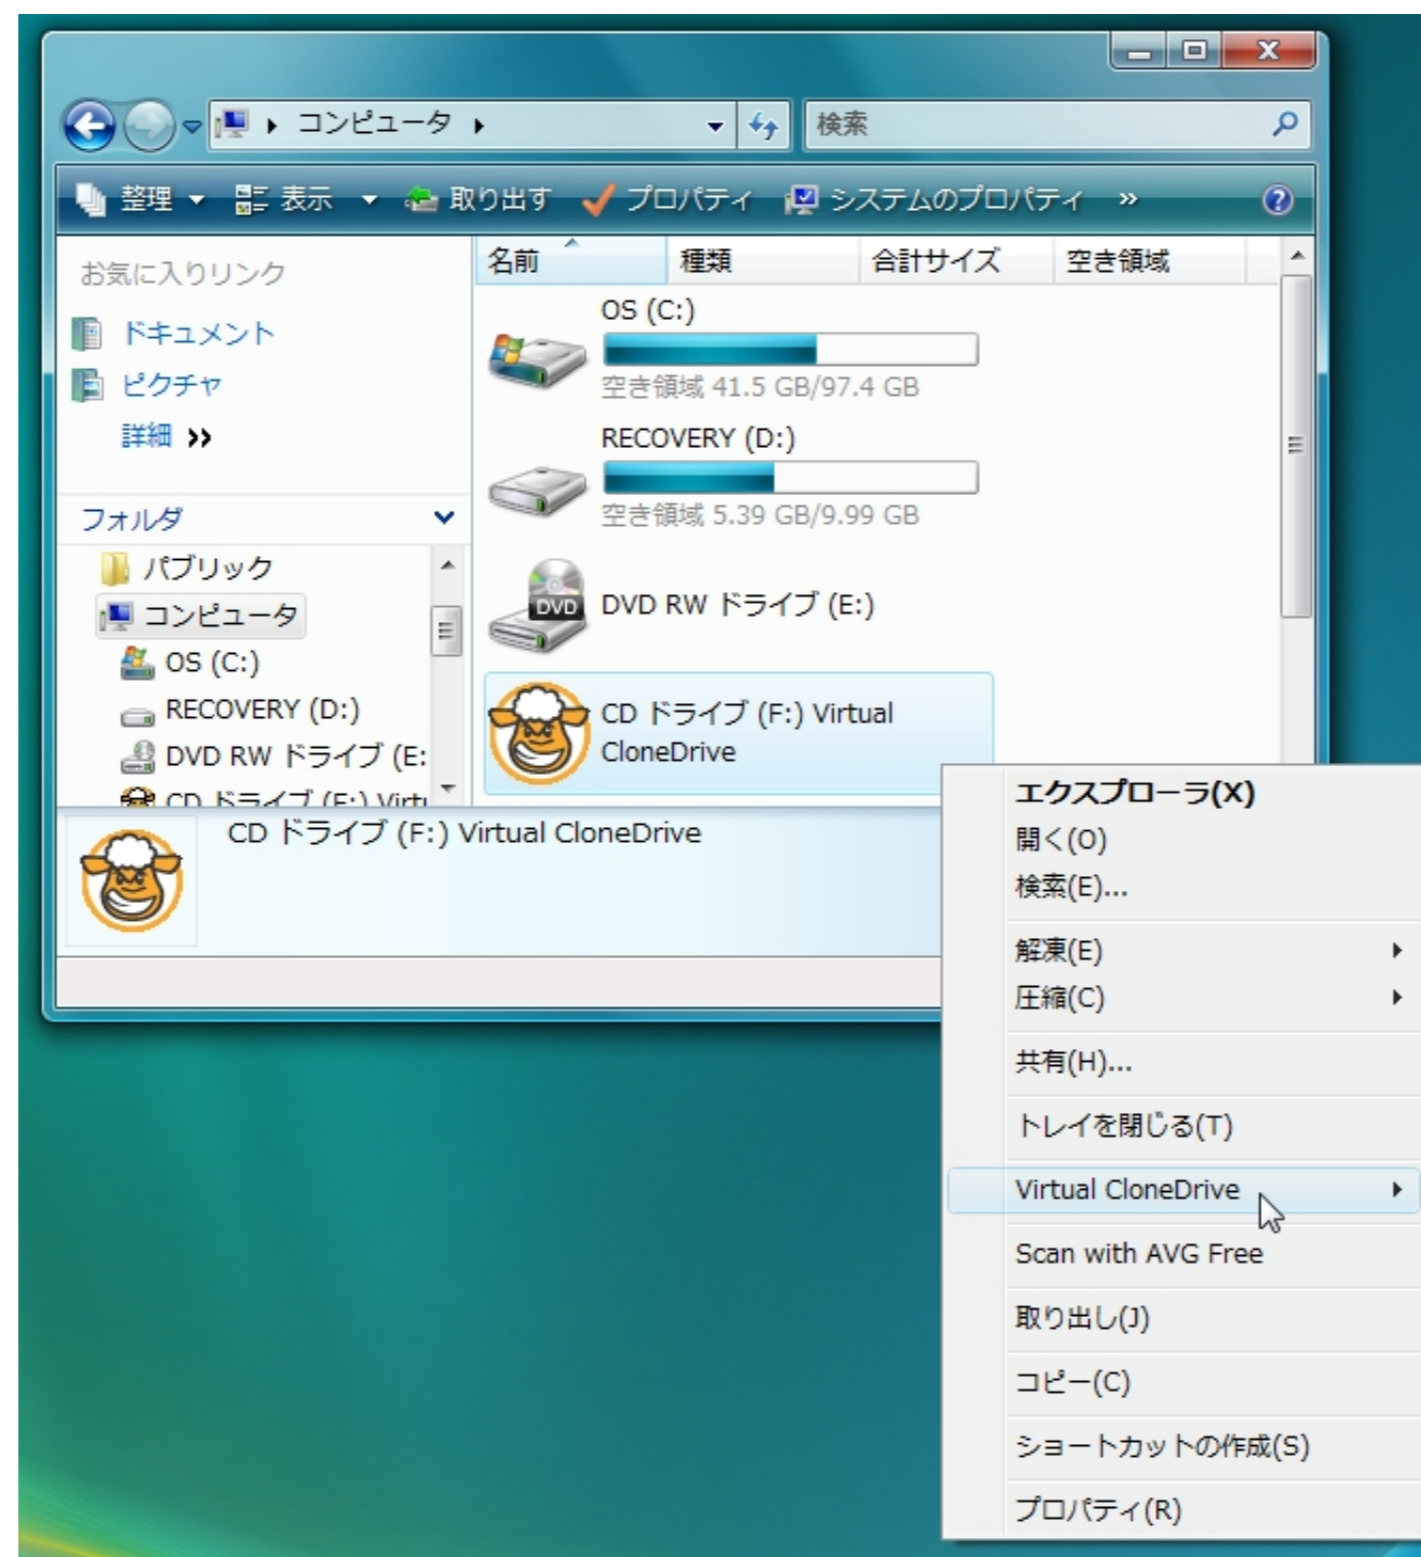 コンピュータ
検索
整理
表示
取り出す
プロパティ
システムのプロパティ
»
お気に入りリンク
ドキュメント
ピクチャ
詳細 »
フォルダ
パブリック
コンピュータ
OS (C:)
RECOVERY (D:)
DVD RW ドライブ (E:
CD ドライブ (F:) Virtu
名前
種類
合計サイズ
空き領域
OS (C:)
空き領域 41.5 GB/97.4 GB
RECOVERY (D:)
空き領域 5.39 GB/9.99 GB
DVD
DVD RW ドライブ (E:)
CD ドライブ (F:) Virtual
CloneDrive
CD ドライブ (F:) Virtual CloneDrive
エクスプローラ(X)
開く(O)
検索(E)...
解凍(E)
圧縮(C)
共有(H)...
トレイを閉じる(T)
Virtual CloneDrive
Scan with AVG Free
取り出し(J)
コピー(C)
ショートカットの作成(S)
プロパティ(R)